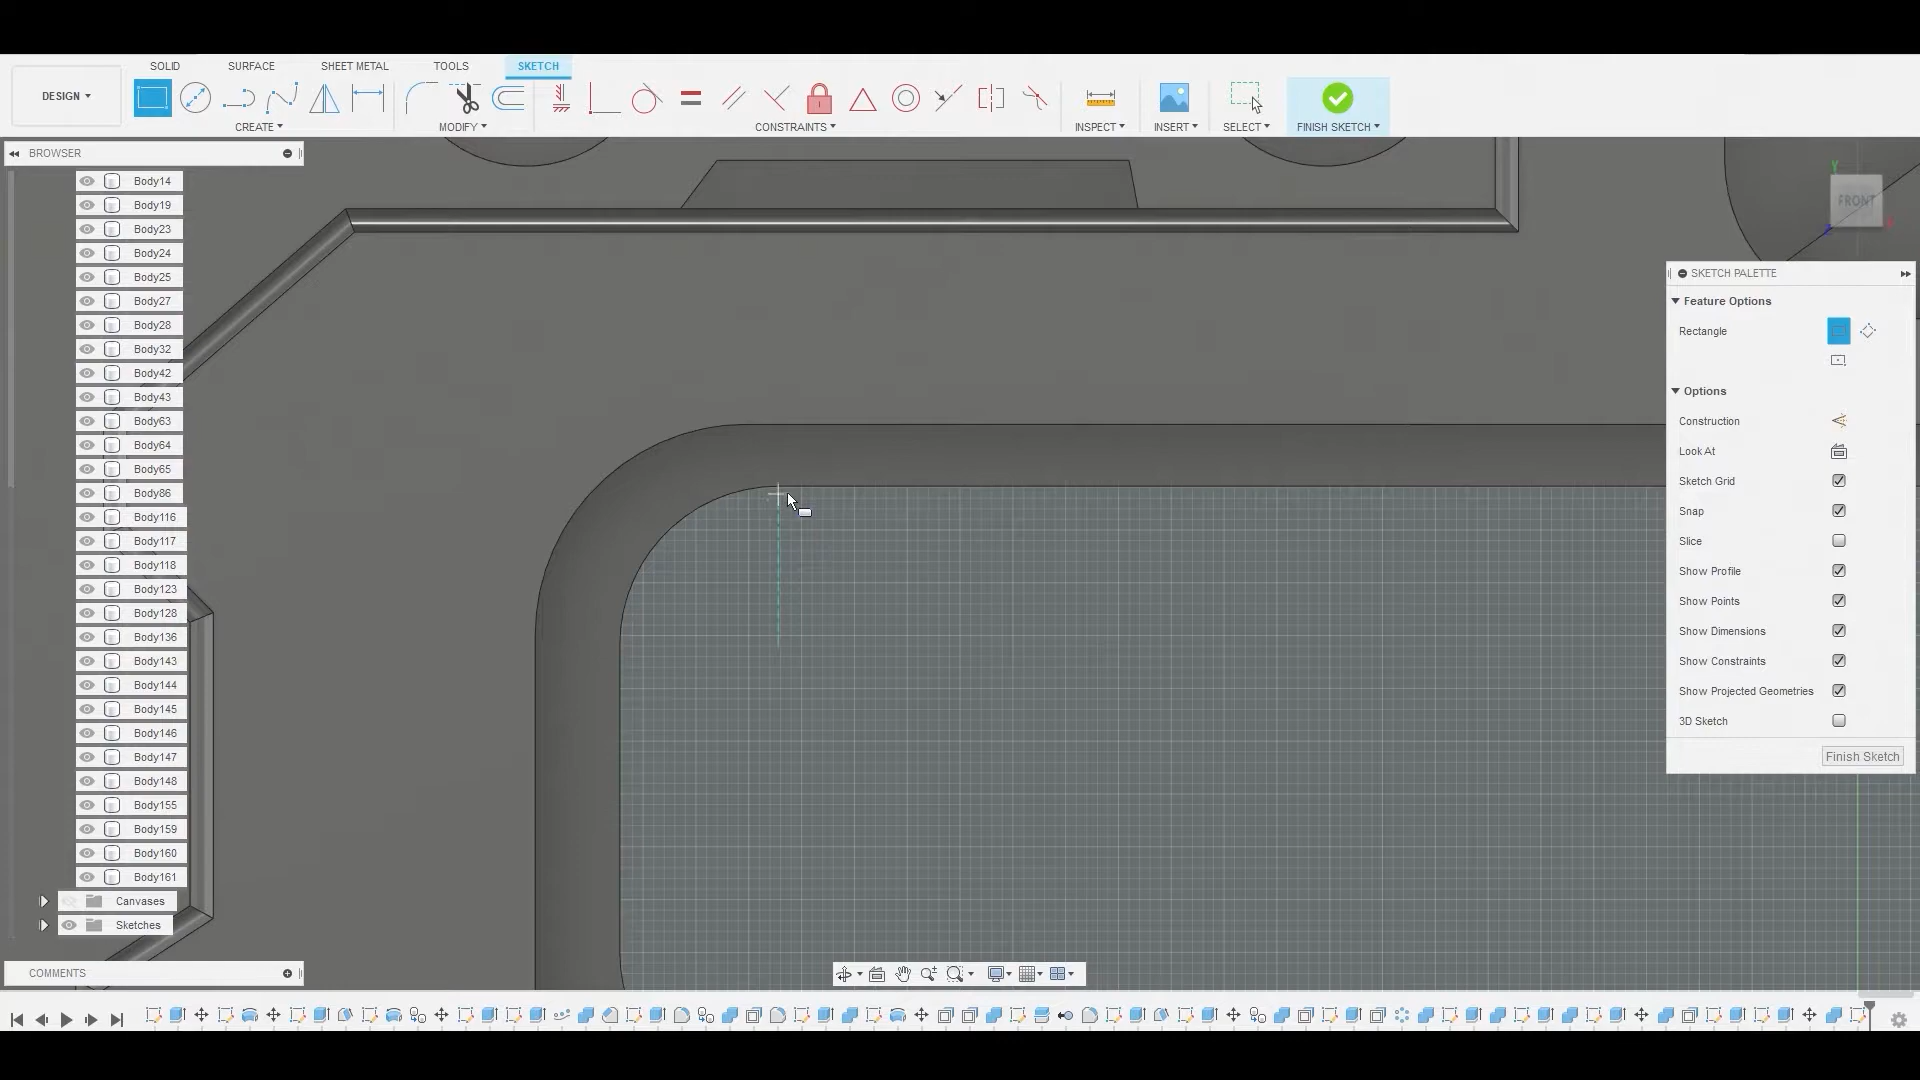 SOLID SURFACE SHEET METAL TOOLS SKETCH
DESIGN
CREATE MODIFY CONSTRAINTS INSPECT INSERT SELECT FINISH SKETCH
BROWSER
Body14
Body19
Body23
Body24
Body25
Body27
Body28
Body32
Body42
Body43
Body63
Body64
Body65
Body86
Body116
Body117
Body118
Body123
Body128
Body136
Body143
Body144
Body145
Body146
Body147
Body148
Body155
Body159
Body160
Body161
Canvases
Sketches
COMMENTS
Y
FRONT
X
Z
SKETCH PALETTE
Feature Options
Rectangle
Options
Construction
Look At
Sketch Grid
Snap
Slice
Show Profile
Show Points
Show Dimensions
Show Constraints
Show Projected Geometries
3D Sketch
Finish Sketch